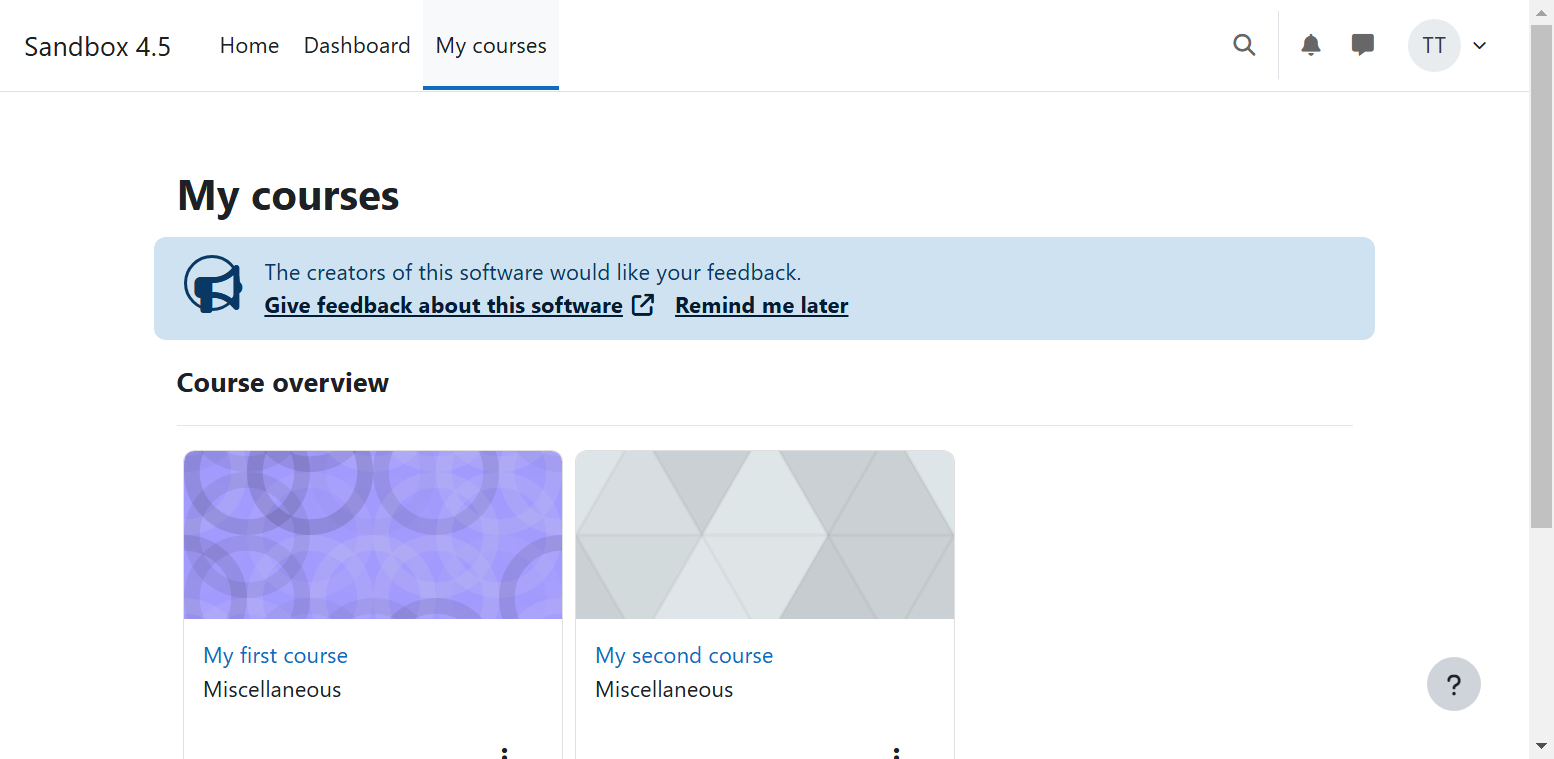 Sandbox 4.5 Home Dashboard My courses TT
My courses
The creators of this software would like your feedback.
Give feedback about this software Remind me later
Course overview
My first course
Miscellaneous
My second course
Miscellaneous
?